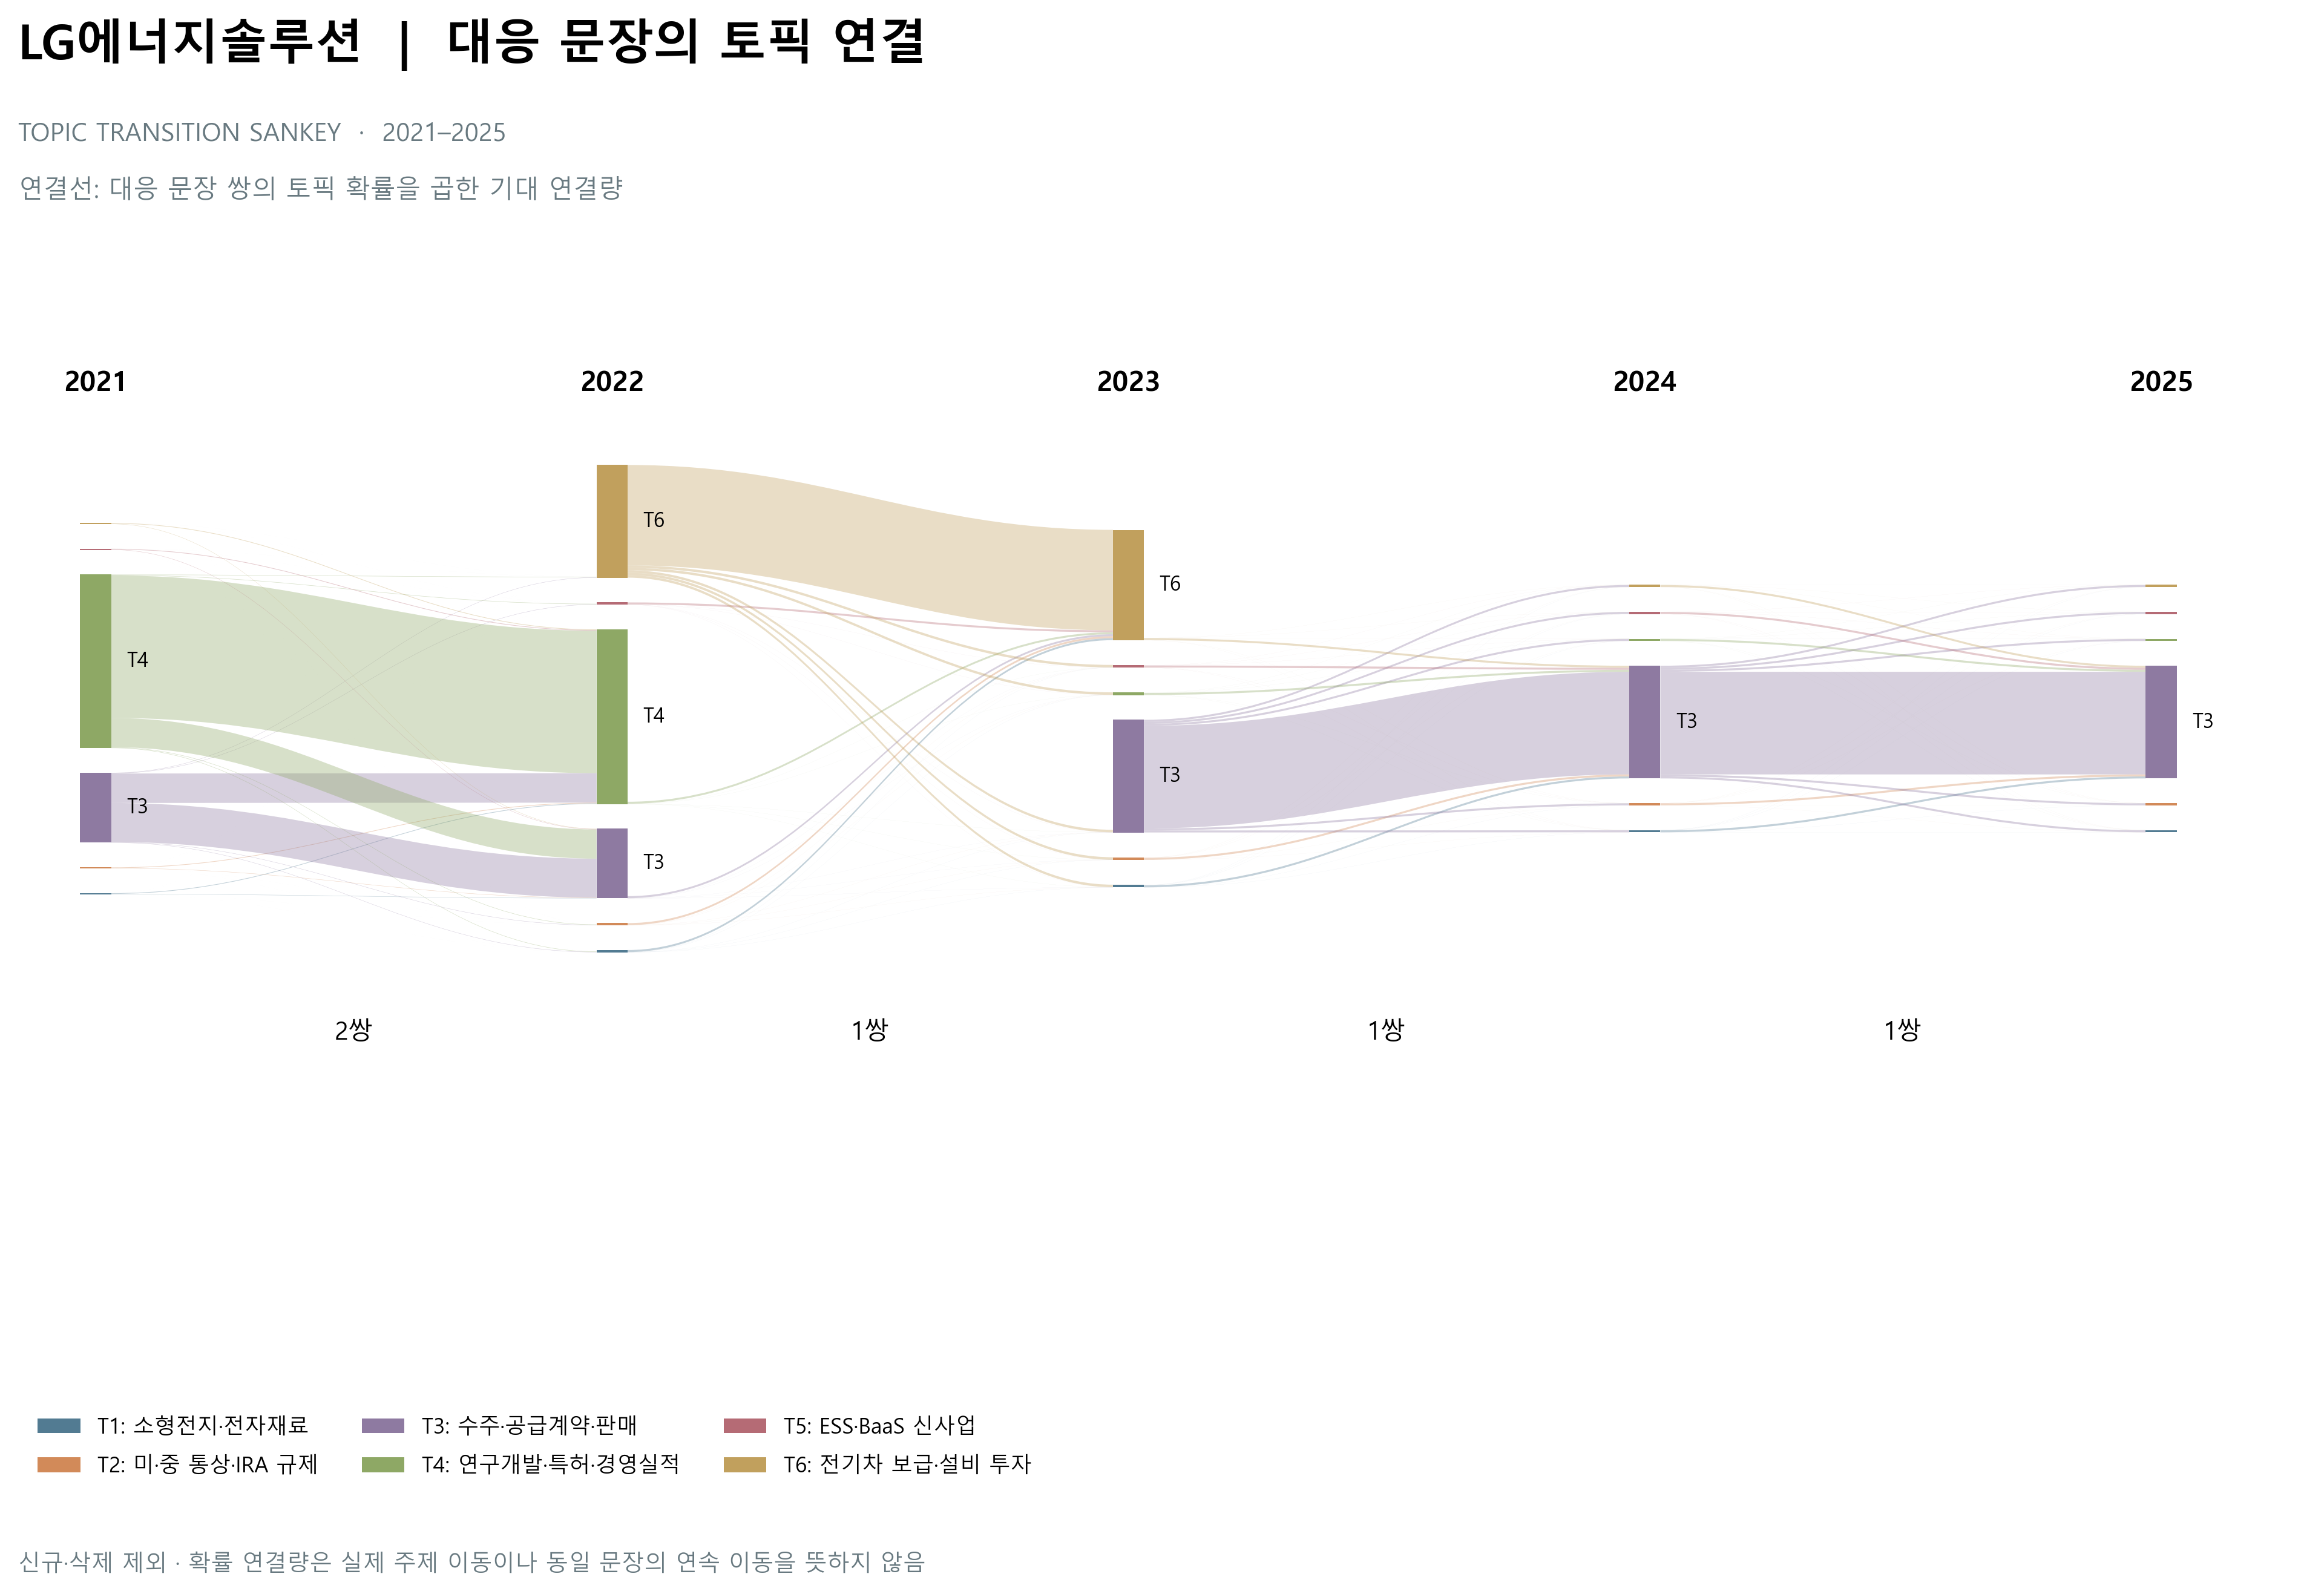 LG에너지솔루션 | 대응 문장의 토픽 연결
TOPIC TRANSITION SANKEY · 2021–2025
연결선: 대응 문장 쌍의 토픽 확률을 곱한 기대 연결량
2021 2022 2023 2024 2025
T6
T6
T4
T4
T3 T3
T3
T3
T3
2쌍 1쌍 1쌍 1쌍
T1: 소형전지·전자재료 T3: 수주·공급계약·판매 T5: ESS·BaaS 신사업
T2: 미·중 통상·IRA 규제 T4: 연구개발·특허·경영실적 T6: 전기차 보급·설비 투자
신규·삭제 제외 · 확률 연결량은 실제 주제 이동이나 동일 문장의 연속 이동을 뜻하지 않음